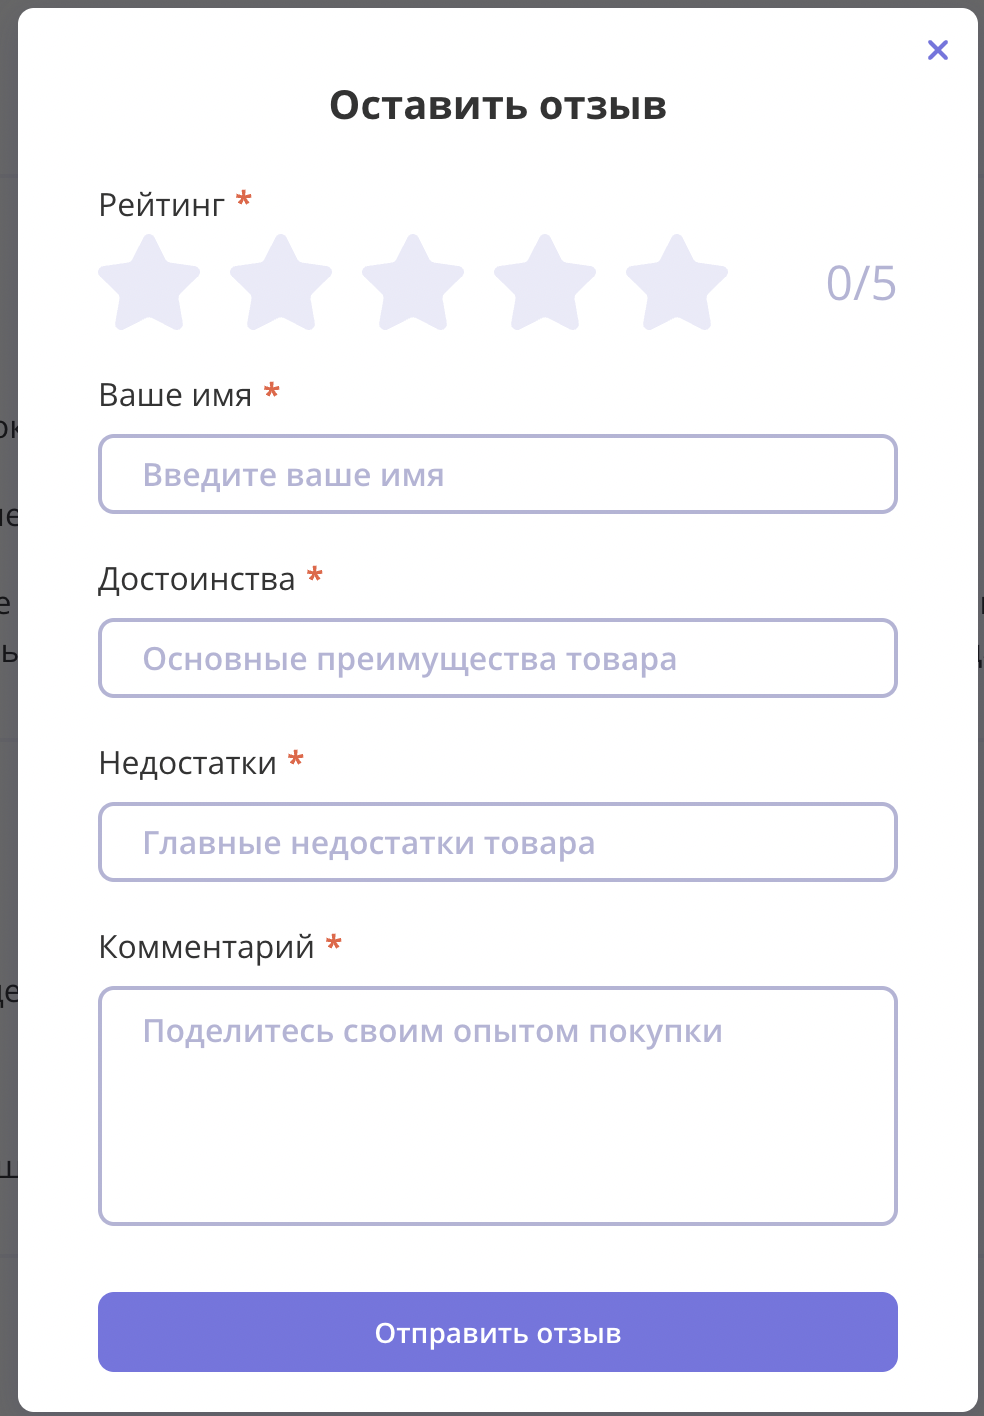 Оставить отзыв
Рейтинг *
0/5
Ваше имя *
Введите ваше имя
Достоинства *
Основные преимущества товара
Недостатки *
Главные недостатки товара
Комментарий *
Поделитесь своим опытом покупки
Отправить отзыв